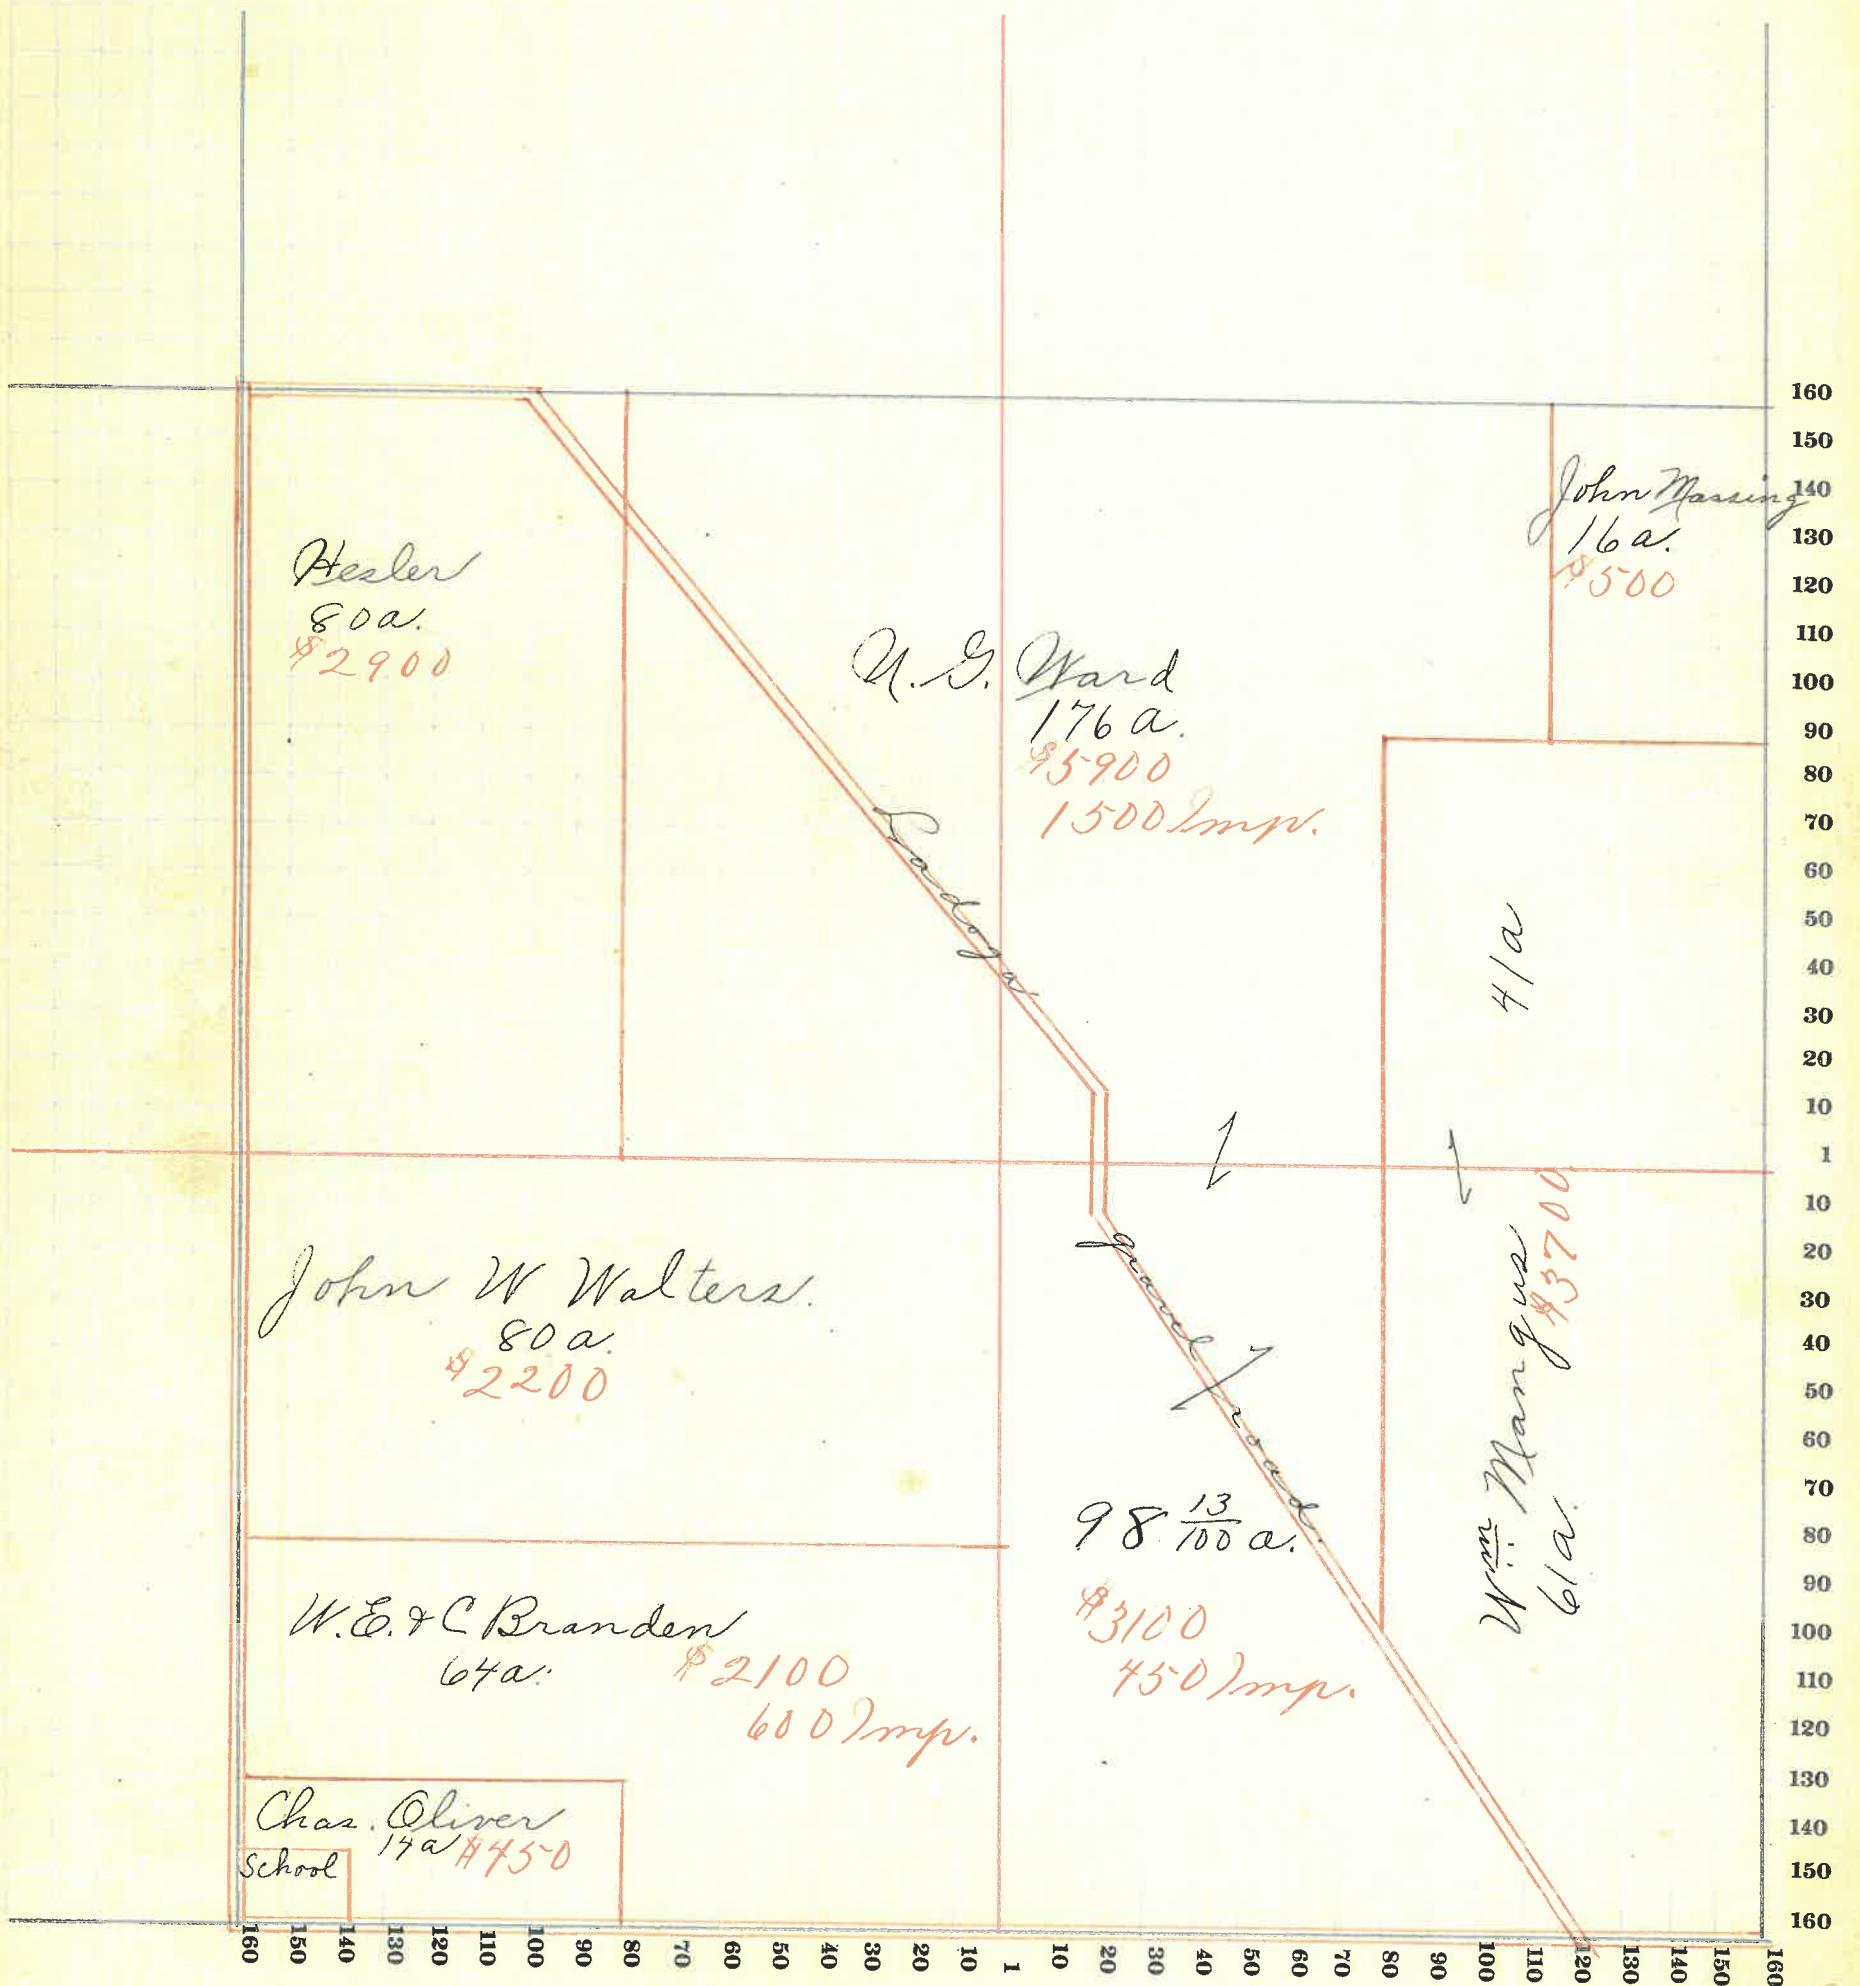 John Massing
16a.
$500
Hesler
80a.
$2900
U. G. Ward
176 a.
$5900
1500 Imp.
Ladoga
gravel road.
41a
Wm Mangus
61a.
$3700
John W Walters.
80 a.
$2200
98 13/100 a.
$3100
450 Imp.
W. E. & C Branden
64a.
$2100
600 Imp.
Chas. Oliver
14a $450
School
160
150
140
130
120
110
100
90
80
70
60
50
40
30
20
10
1
10
20
30
40
50
60
70
80
90
100
110
120
130
140
150
160
160 150 140 130 120 110 100 90 80 70 60 50 40 30 20 10 1 10 20 30 40 50 60 70 80 90 100 110 120 130 140 150 160